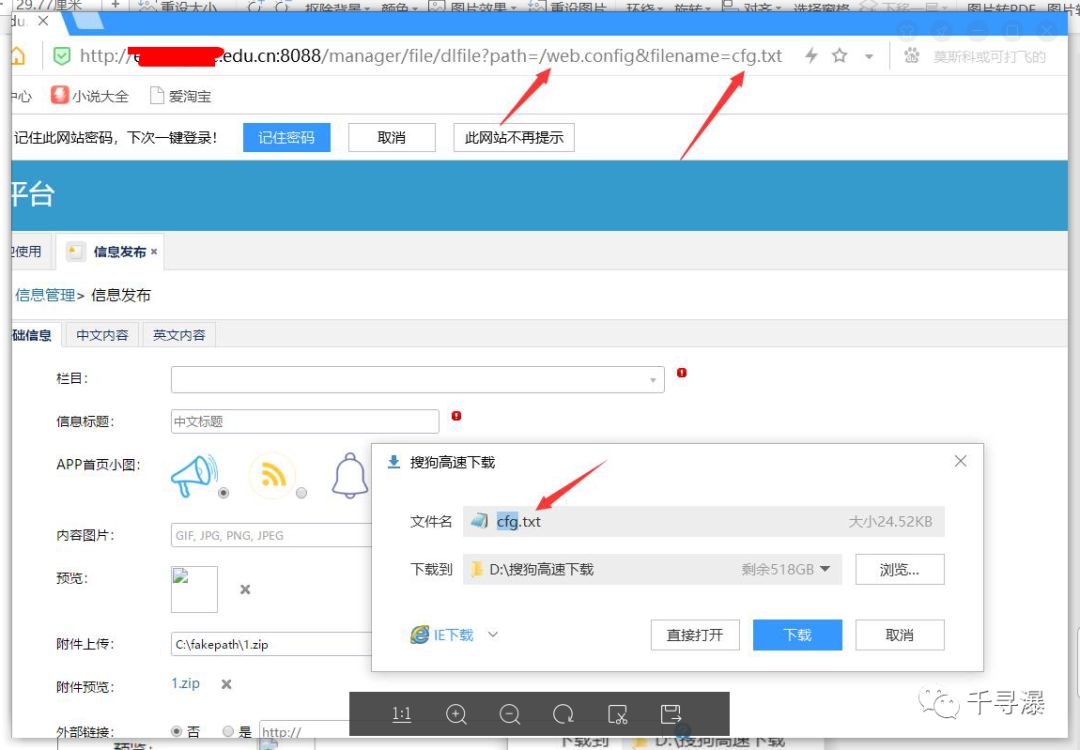 29.77厘米
重设大小
抠除背景
颜色
图片效果
重设图片
环绕
旋转
对齐
选择窗格
下移一层
图片转PDF
du.
http://
.edu.cn:8088/manager/file/dlfile?path=/web.config&filename=cfg.txt
莫斯科或可打飞的
中心
小说大全
爱淘宝
记住此网站密码，下次一键登录！
记住密码
取消
此网站不再提示
平台
使用
信息发布
信息管理> 信息发布
础信息
中文内容
英文内容
栏目：
信息标题：
中文标题
APP首页小图：
内容图片：
GIF, JPG, PNG, JPEG
预览：
附件上传：
C:\fakepath\1.zip
附件预览：
1.zip
外部链接：
否
是
http://
搜狗高速下载
文件名
cfg.txt
大小24.52KB
下载到
D:\搜狗高速下载
剩余518GB
浏览...
IE下载
直接打开
下载
取消
1:1
千寻瀑
预览：
下载到
D:\搜狗高速下载